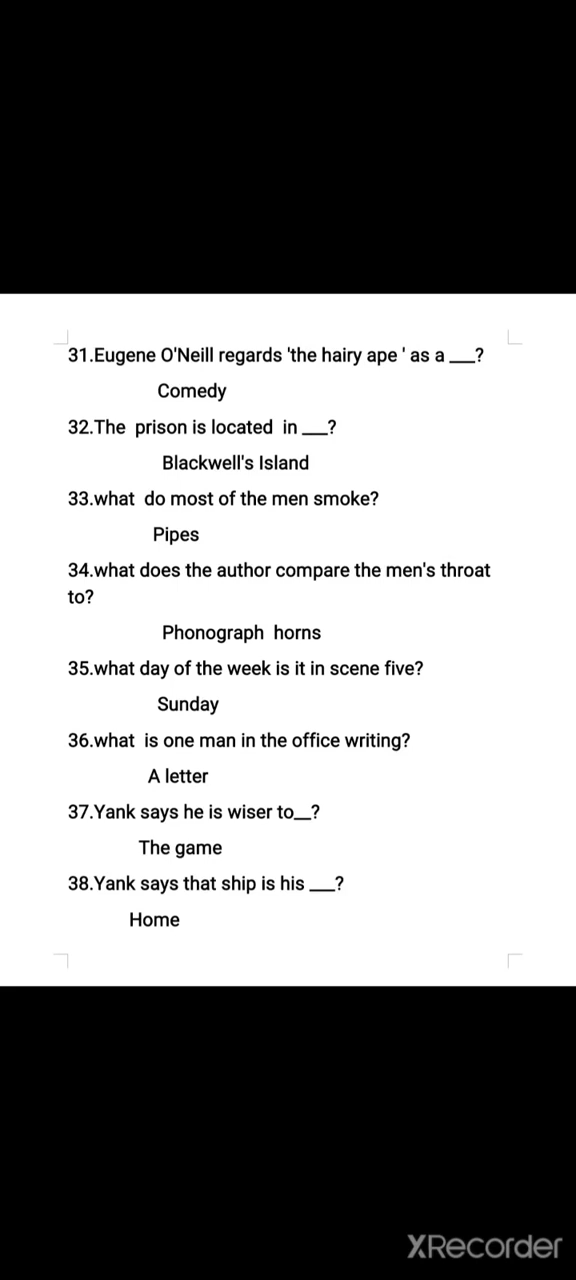 31.Eugene O'Neill regards 'the hairy ape ' as a ___?
Comedy
32.The prison is located in ___?
Blackwell's Island
33.what do most of the men smoke?
Pipes
34.what does the author compare the men's throat
to?
Phonograph horns
35.what day of the week is it in scene five?
Sunday
36.what is one man in the office writing?
A letter
37.Yank says he is wiser to__?
The game
38.Yank says that ship is his ___?
Home
XRecorder